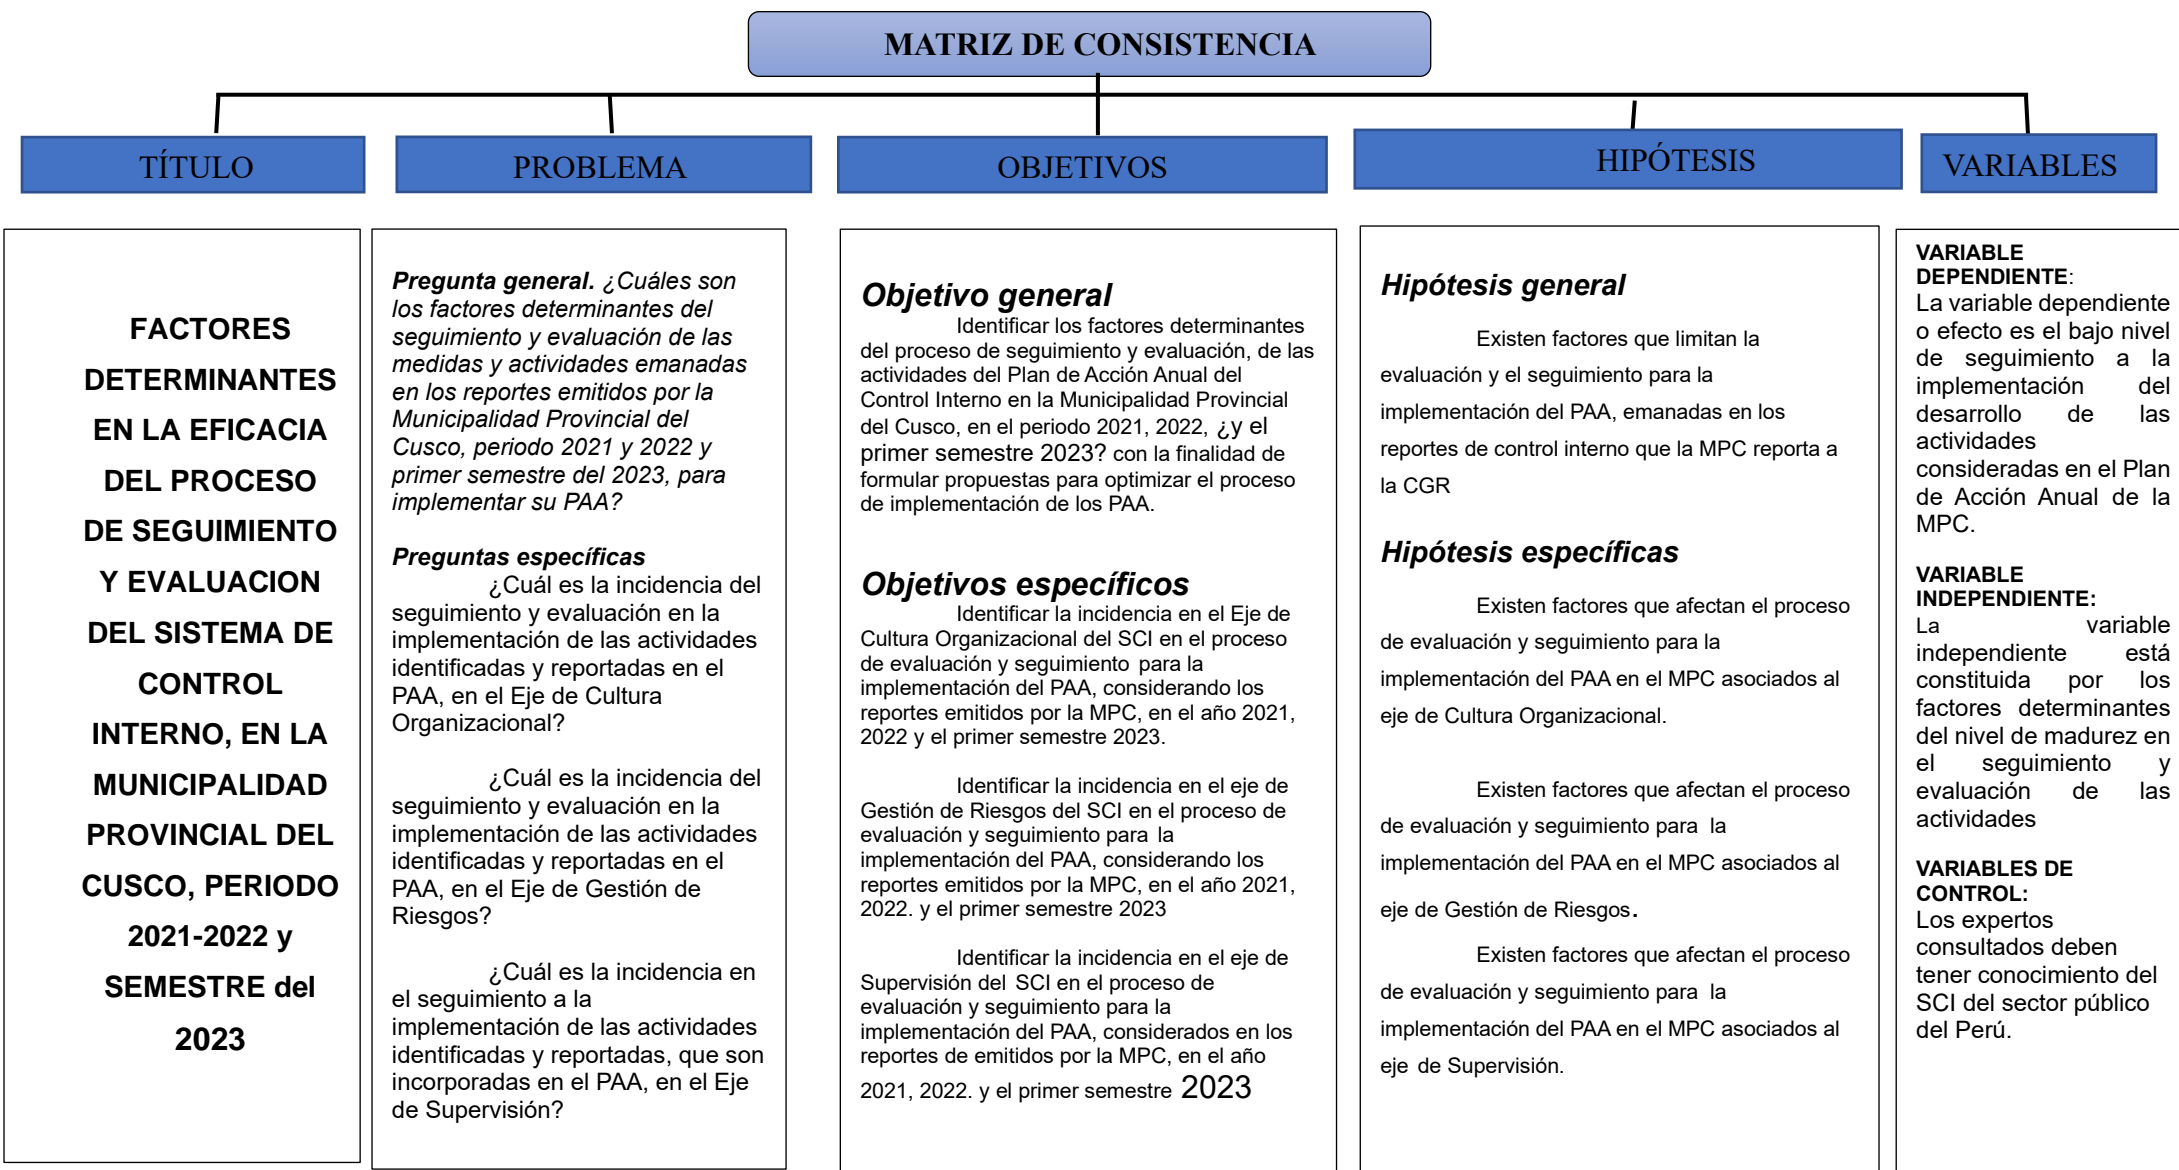 MATRIZ DE CONSISTENCIA
TÍTULO
PROBLEMA
OBJETIVOS
HIPÓTESIS
VARIABLES
FACTORES
DETERMINANTES
EN LA EFICACIA
DEL PROCESO
DE SEGUIMIENTO
Y EVALUACION
DEL SISTEMA DE
CONTROL
INTERNO, EN LA
MUNICIPALIDAD
PROVINCIAL DEL
CUSCO, PERIODO
2021-2022 y
SEMESTRE del
2023
Pregunta general. ¿Cuáles son
los factores determinantes del
seguimiento y evaluación de las
medidas y actividades emanadas
en los reportes emitidos por la
Municipalidad Provincial del
Cusco, periodo 2021 y 2022 y
primer semestre del 2023, para
implementar su PAA?
Preguntas específicas
¿Cuál es la incidencia del
seguimiento y evaluación en la
implementación de las actividades
identificadas y reportadas en el
PAA, en el Eje de Cultura
Organizacional?
¿Cuál es la incidencia del
seguimiento y evaluación en la
implementación de las actividades
identificadas y reportadas en el
PAA, en el Eje de Gestión de
Riesgos?
¿Cuál es la incidencia en
el seguimiento a la
implementación de las actividades
identificadas y reportadas, que son
incorporadas en el PAA, en el Eje
de Supervisión?
Objetivo general
Identificar los factores determinantes
del proceso de seguimiento y evaluación, de las
actividades del Plan de Acción Anual del
Control Interno en la Municipalidad Provincial
del Cusco, en el periodo 2021, 2022, ¿y el
primer semestre 2023? con la finalidad de
formular propuestas para optimizar el proceso
de implementación de los PAA.
Objetivos específicos
Identificar la incidencia en el Eje de
Cultura Organizacional del SCI en el proceso
de evaluación y seguimiento para la
implementación del PAA, considerando los
reportes emitidos por la MPC, en el año 2021,
2022 y el primer semestre 2023.
Identificar la incidencia en el eje de
Gestión de Riesgos del SCI en el proceso de
evaluación y seguimiento para la
implementación del PAA, considerando los
reportes emitidos por la MPC, en el año 2021,
2022. y el primer semestre 2023
Identificar la incidencia en el eje de
Supervisión del SCI en el proceso de
evaluación y seguimiento para la
implementación del PAA, considerados en los
reportes de emitidos por la MPC, en el año
2021, 2022. y el primer semestre 2023
Hipótesis general
Existen factores que limitan la
evaluación y el seguimiento para la
implementación del PAA, emanadas en los
reportes de control interno que la MPC reporta a
la CGR
Hipótesis específicas
Existen factores que afectan el proceso
de evaluación y seguimiento para la
implementación del PAA en el MPC asociados al
eje de Cultura Organizacional.
Existen factores que afectan el proceso
de evaluación y seguimiento para la
implementación del PAA en el MPC asociados al
eje de Gestión de Riesgos.
Existen factores que afectan el proceso
de evaluación y seguimiento para la
implementación del PAA en el MPC asociados al
eje de Supervisión.
VARIABLE
DEPENDIENTE:
La variable dependiente
o efecto es el bajo nivel
de seguimiento a la
implementación del
desarrollo de las
actividades
consideradas en el Plan
de Acción Anual de la
MPC.
VARIABLE
INDEPENDIENTE:
La variable
independiente está
constituida por los
factores determinantes
del nivel de madurez en
el seguimiento y
evaluación de las
actividades
VARIABLES DE
CONTROL:
Los expertos
consultados deben
tener conocimiento del
SCI del sector público
del Perú.